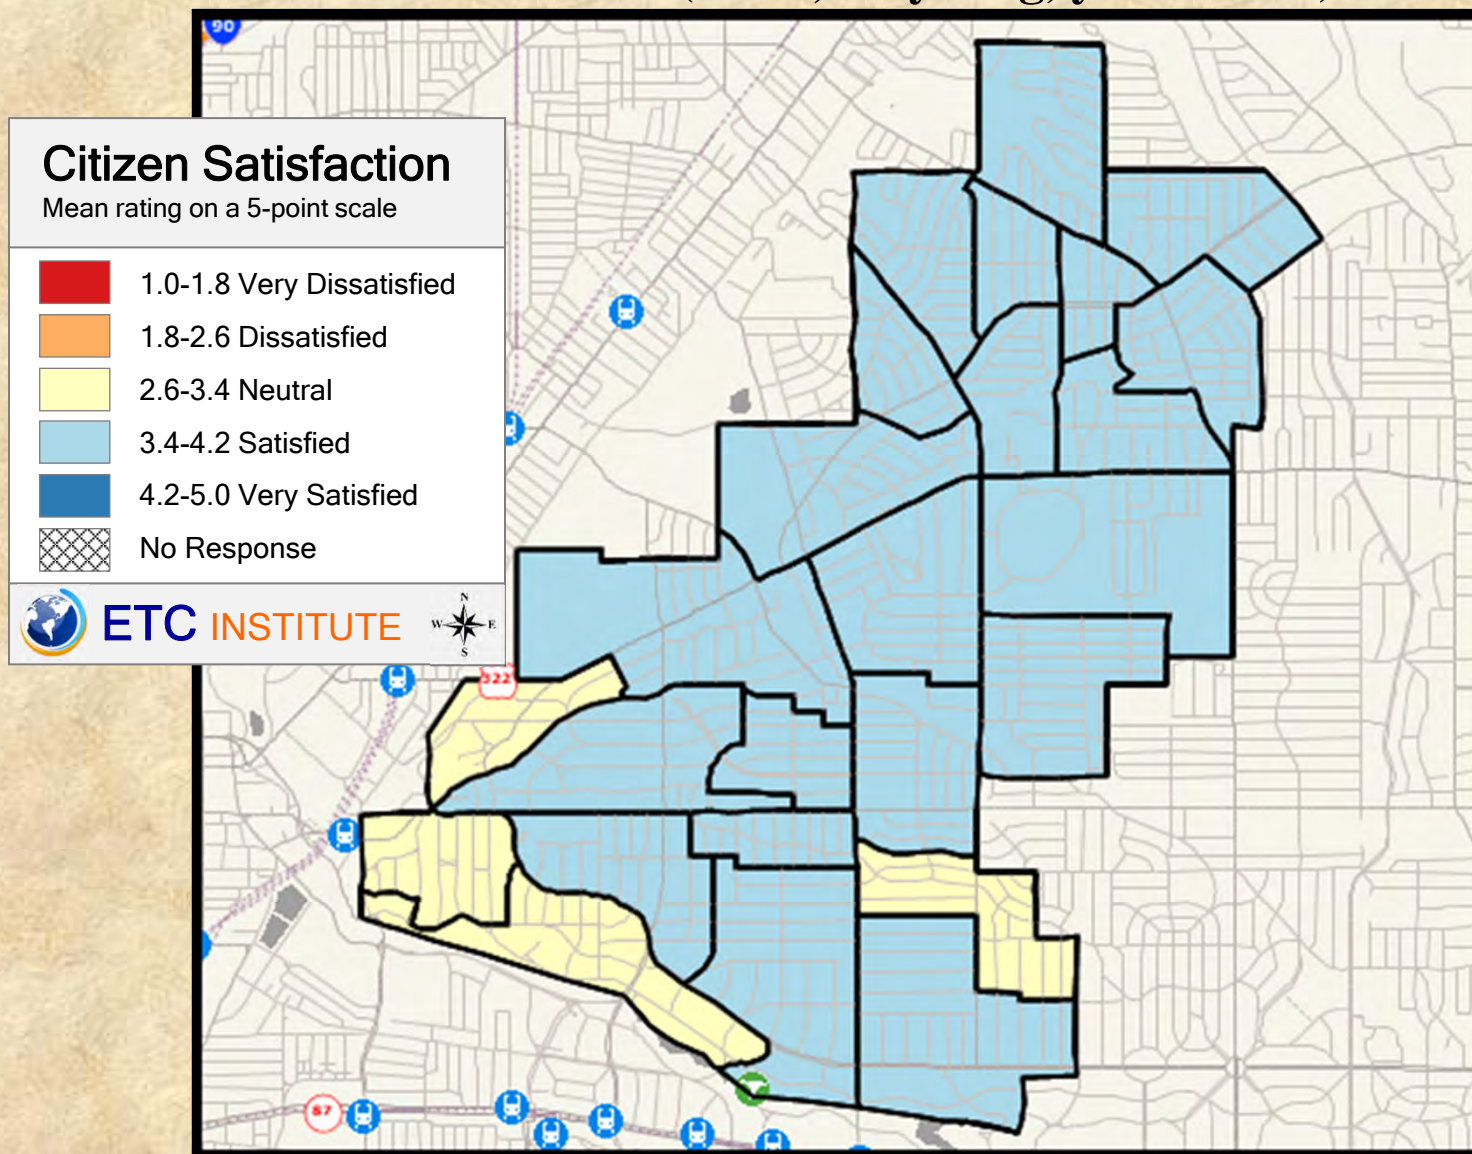 90
Citizen Satisfaction
Mean rating on a 5-point scale
1.0-1.8 Very Dissatisfied
1.8-2.6 Dissatisfied
2.6-3.4 Neutral
3.4-4.2 Satisfied
4.2-5.0 Very Satisfied
No Response
ETC INSTITUTE
N
W E
S
322
87